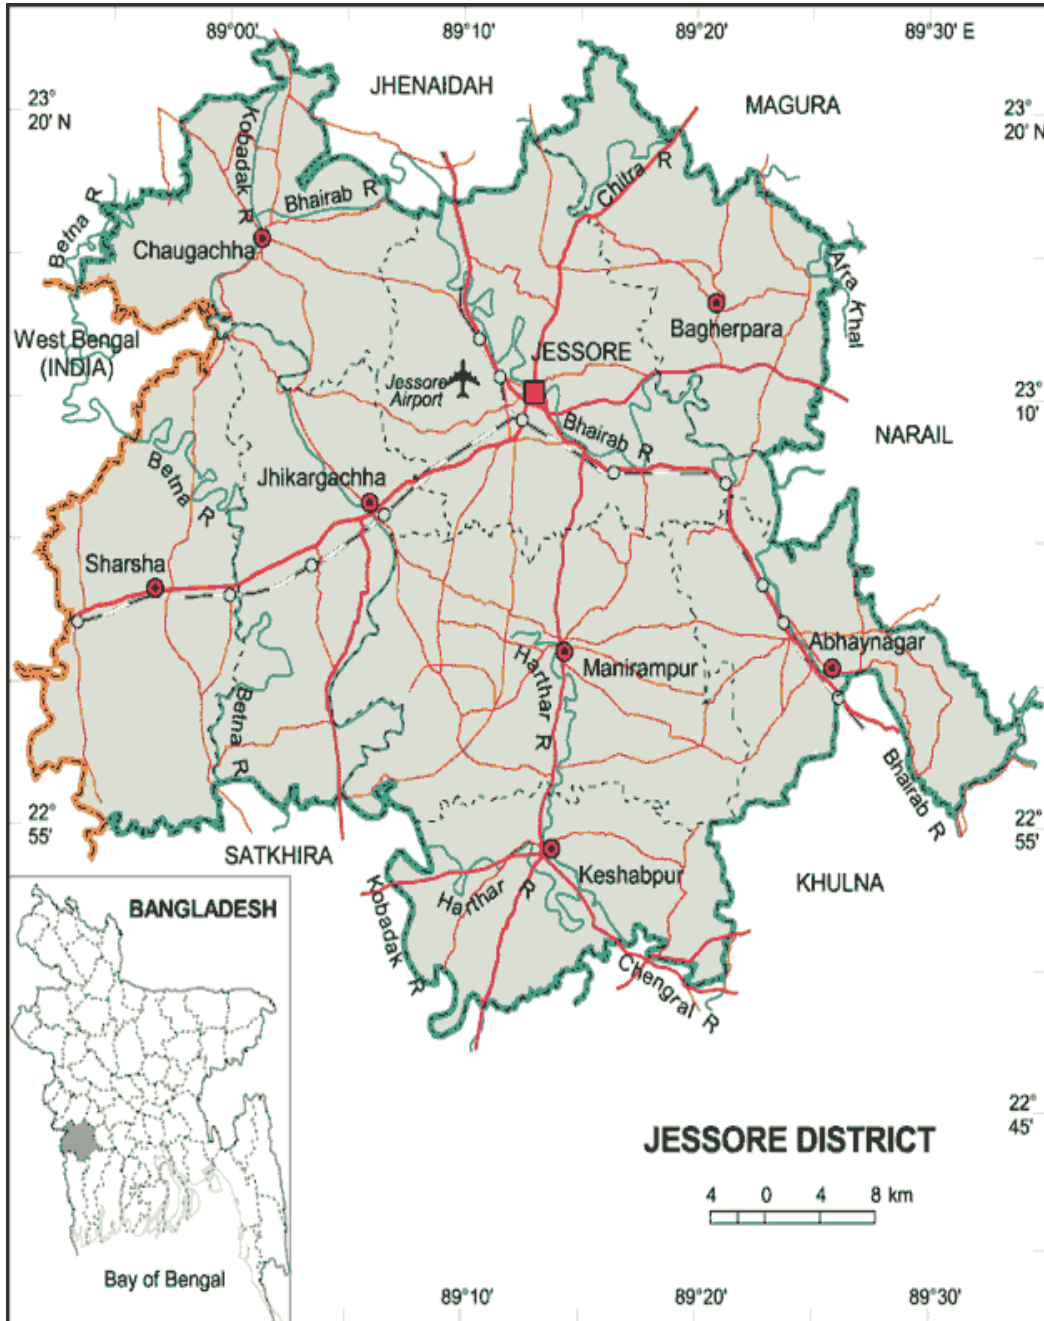 89°00'
89°10'
89°20'
89°30' E
JHENAIDAH
MAGURA
23°
20' N
23°
20' N
Kobadak R
Bhairab R
Chitra R
Betna R
Chaugachha
Afra Khal
Bagherpara
West Bengal
(INDIA)
JESSORE
Jessore
Airport
23°
10'
Bhairab R
NARAIL
Betna R
Jhikargachha
Sharsha
Abhaynagar
Harihar R
Manirampur
Betna R
Bhairab R
22°
55'
22°
55'
SATKHIRA
Keshabpur
KHULNA
Kobadak R
Harihar R
Chengral R
BANGLADESH
Bay of Bengal
22°
45'
JESSORE DISTRICT
4 0 4 8 km
89°10'
89°20'
89°30'